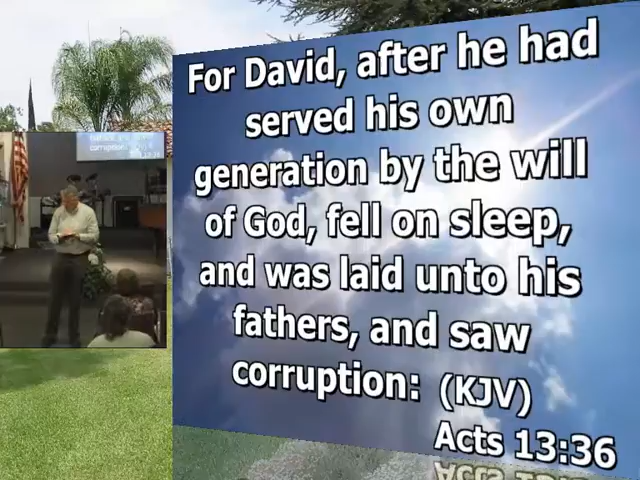 For David, after he had
served his own
generation by the will
of God, fell on sleep,
and was laid unto his
fathers, and saw
corruption: (KJV)
Acts 13:36
corruption: